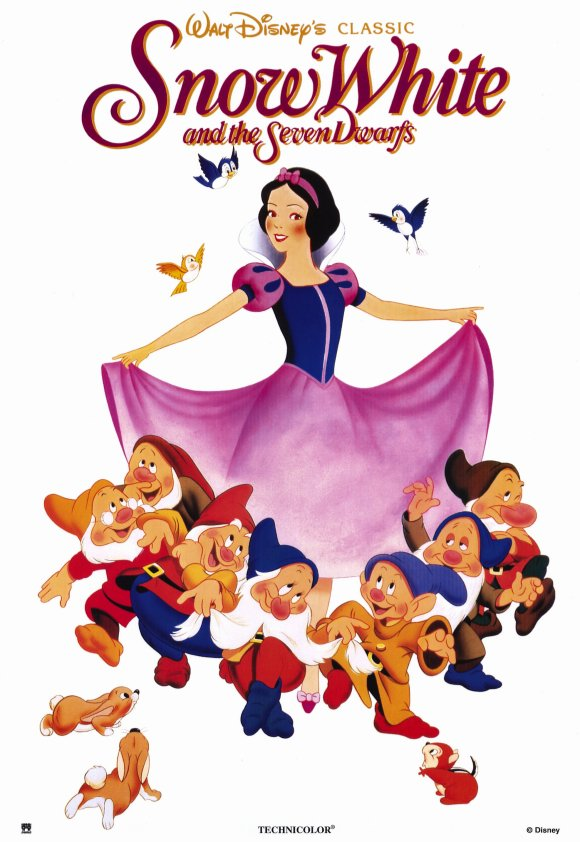 WALT DISNEY'S CLASSIC
Snow White
and the Seven Dwarfs
TECHNICOLOR®
© Disney